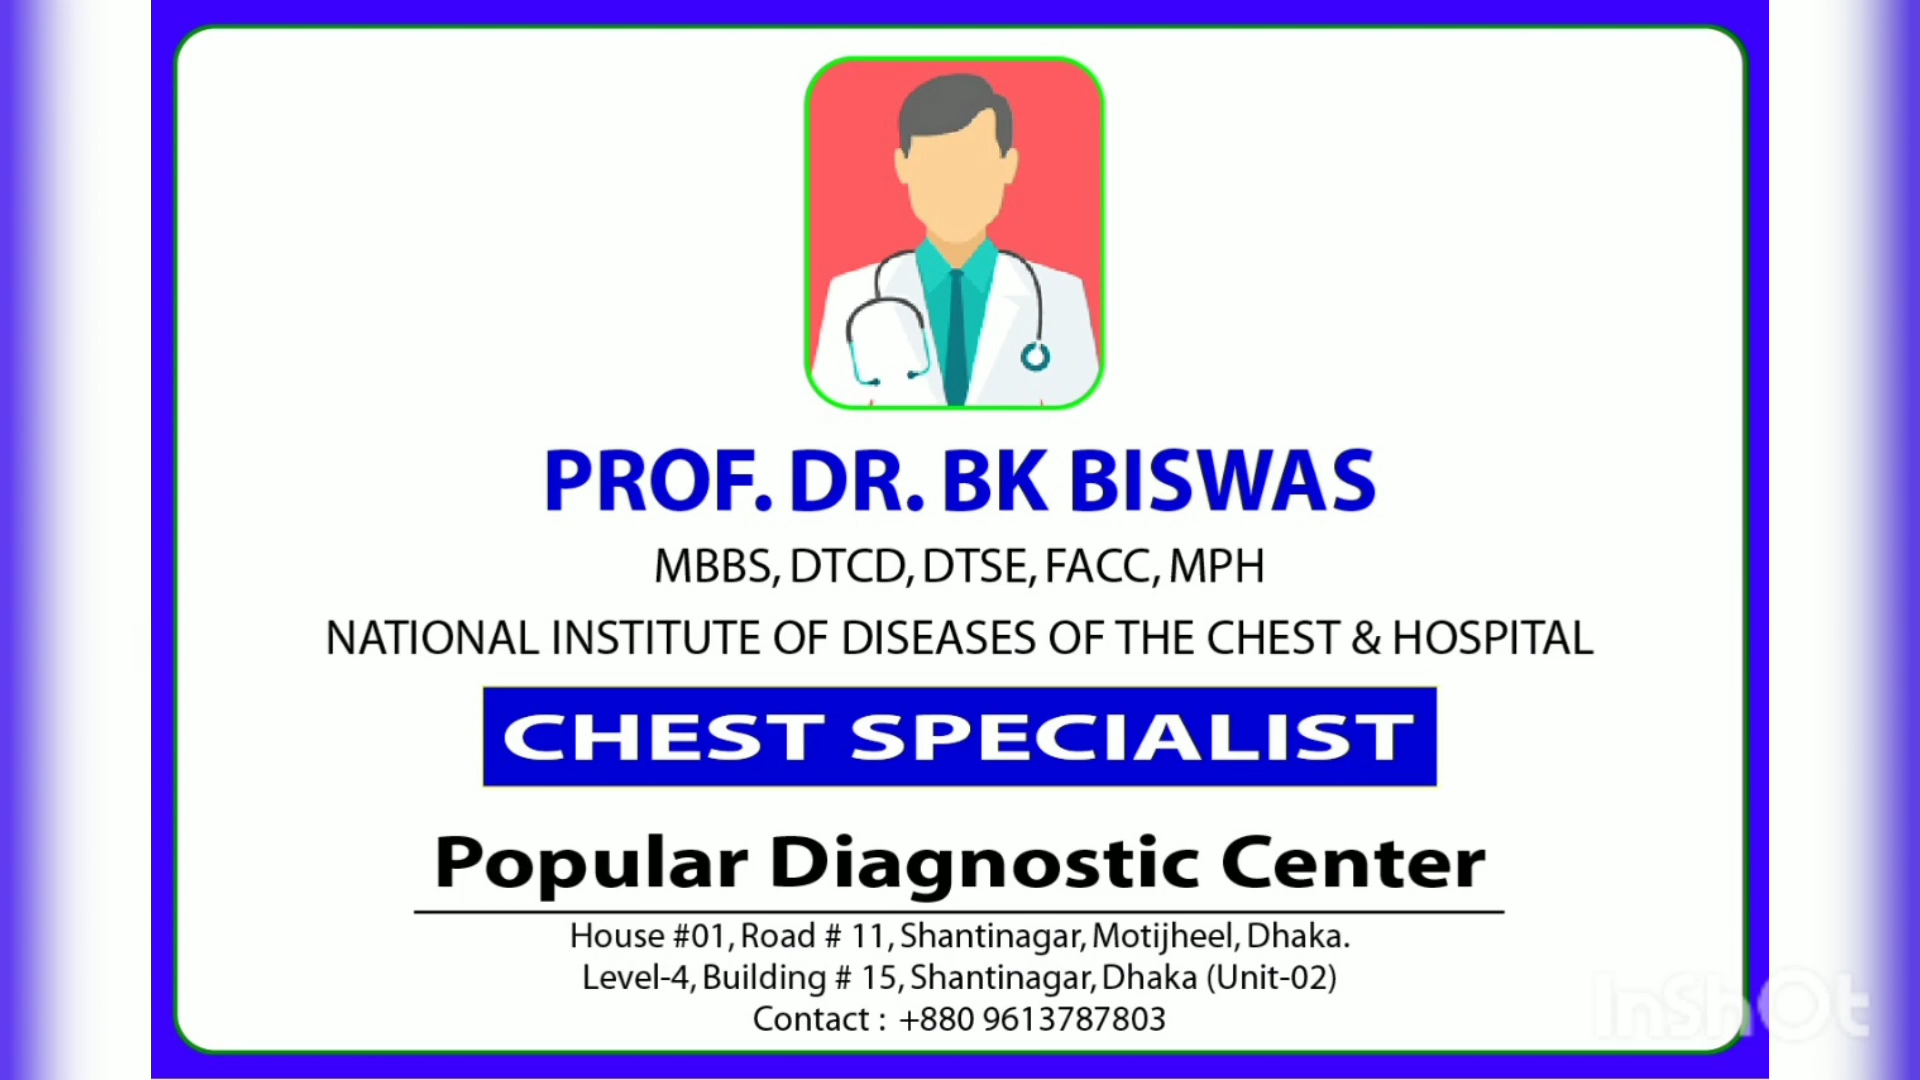 PROF. DR. BK BISWAS
MBBS, DTCD, DTSE, FACC, MPH
NATIONAL INSTITUTE OF DISEASES OF THE CHEST & HOSPITAL
CHEST SPECIALIST
Popular Diagnostic Center
House #01, Road # 11, Shantinagar, Motijheel, Dhaka.
Level-4, Building # 15, Shantinagar, Dhaka (Unit-02)
Contact : +880 9613787803
InShOt